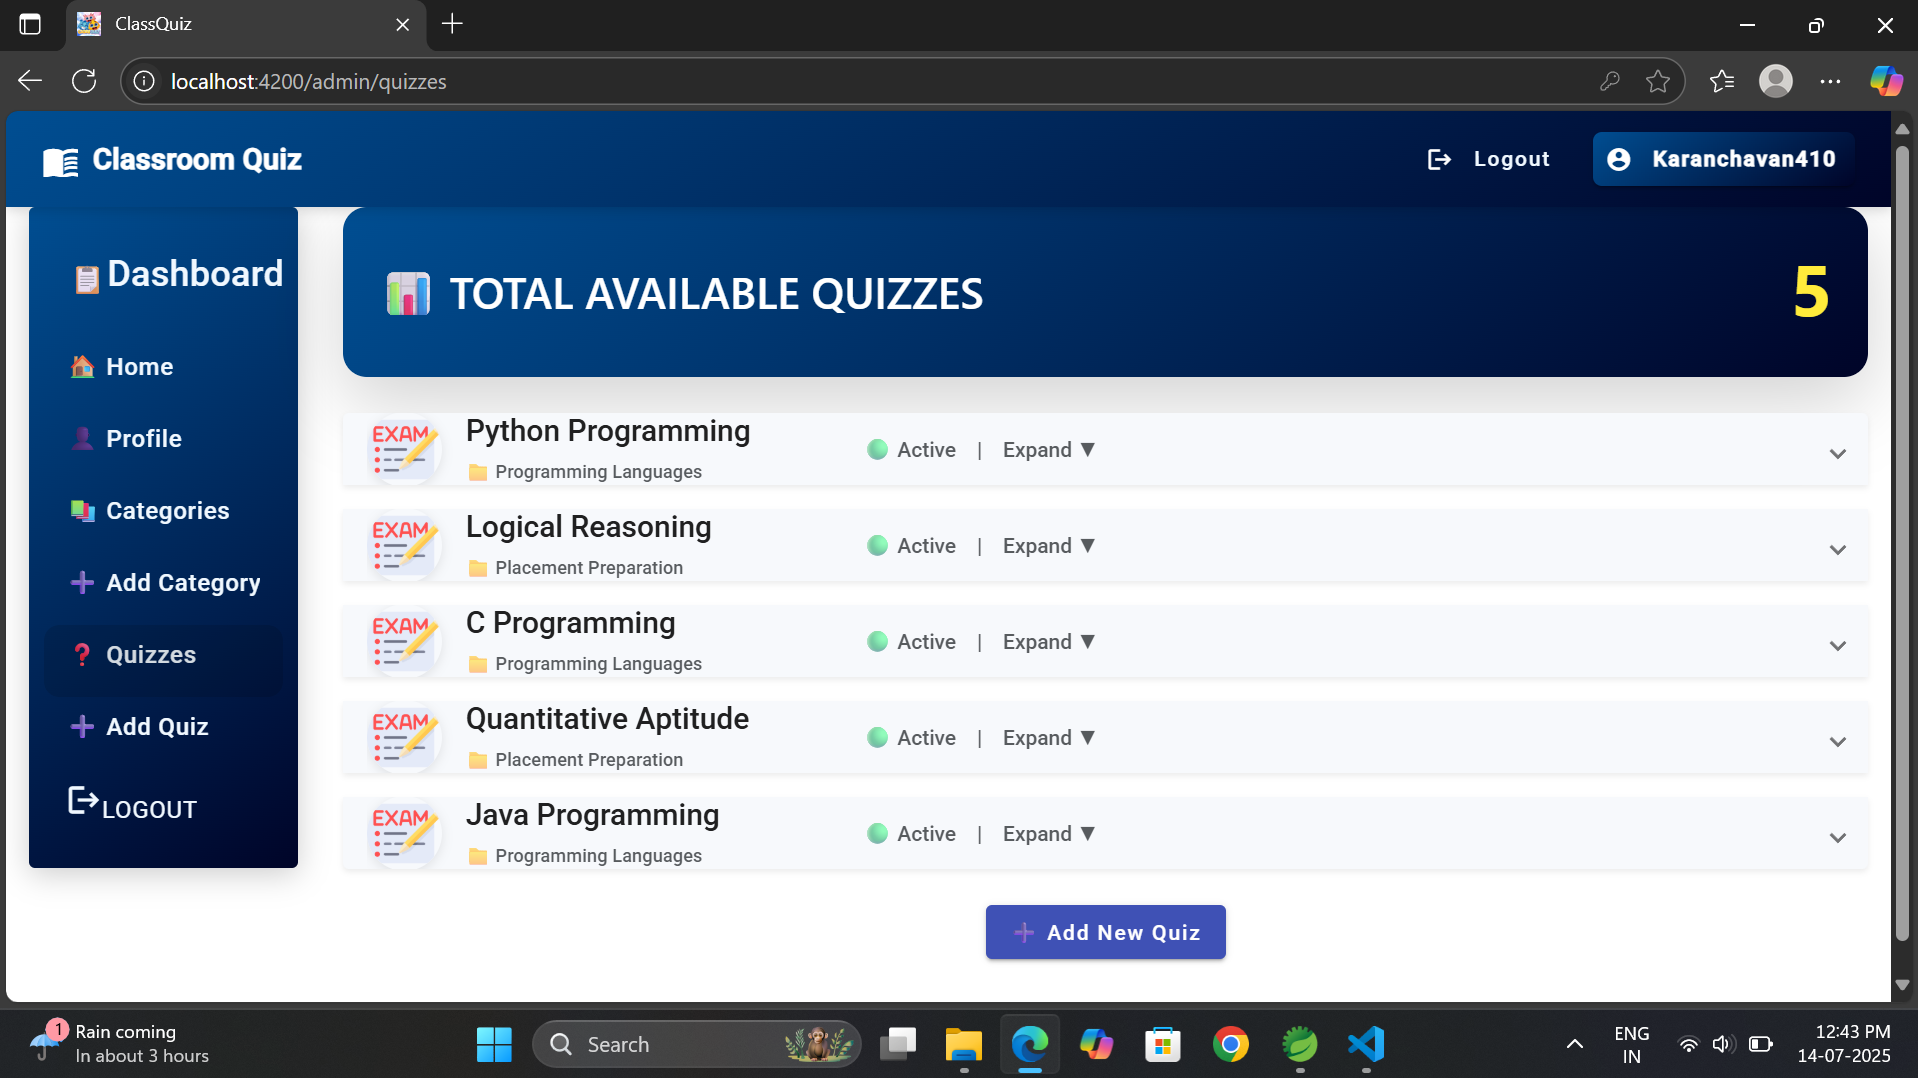 ClassQuiz
localhost:4200/admin/quizzes
Classroom Quiz
Logout
Karanchavan410
Dashboard
Home
Profile
Categories
Add Category
Quizzes
Add Quiz
LOGOUT
TOTAL AVAILABLE QUIZZES
5
EXAM
Python Programming
Programming Languages
Active | Expand ▼
EXAM
Logical Reasoning
Placement Preparation
Active | Expand ▼
EXAM
C Programming
Programming Languages
Active | Expand ▼
EXAM
Quantitative Aptitude
Placement Preparation
Active | Expand ▼
EXAM
Java Programming
Programming Languages
Active | Expand ▼
Add New Quiz
1
Rain coming
In about 3 hours
Search
ENG
IN
12:43 PM
14-07-2025